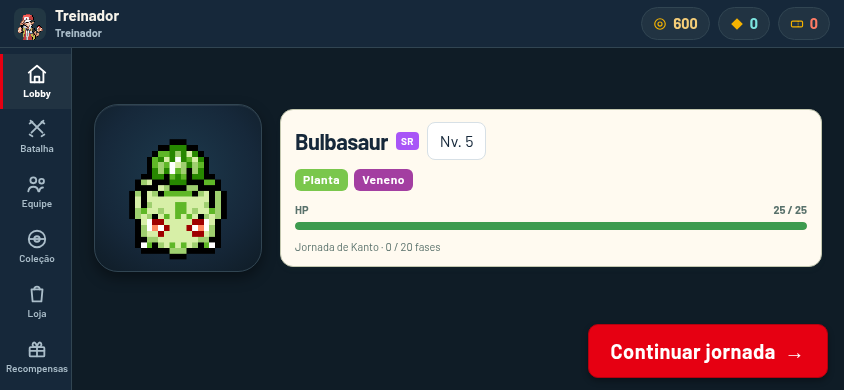 Treinador
Treinador
600
0
0
Lobby
Batalha
Equipe
Coleção
Loja
Recompensas
Bulbasaur SR Nv. 5
Planta Veneno
HP 25 / 25
Jornada de Kanto · 0 / 20 fases
Continuar jornada →